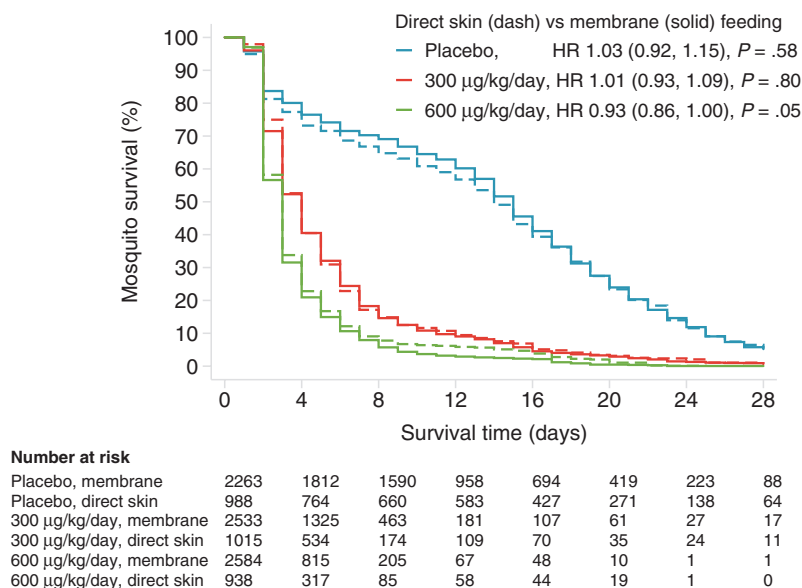 Direct skin (dash) vs membrane (solid) feeding
Placebo, HR 1.03 (0.92, 1.15), P = .58
300 µg/kg/day, HR 1.01 (0.93, 1.09), P = .80
600 µg/kg/day, HR 0.93 (0.86, 1.00), P = .05
Mosquito survival (%)
100
90
80
70
60
50
40
30
20
10
0
0 4 8 12 16 20 24 28
Survival time (days)
Number at risk
Placebo, membrane 2263 1812 1590 958 694 419 223 88
Placebo, direct skin 988 764 660 583 427 271 138 64
300 µg/kg/day, membrane 2533 1325 463 181 107 61 27 17
300 µg/kg/day, direct skin 1015 534 174 109 70 35 24 11
600 µg/kg/day, membrane 2584 815 205 67 48 10 1 1
600 µg/kg/day, direct skin 938 317 85 58 44 19 1 0